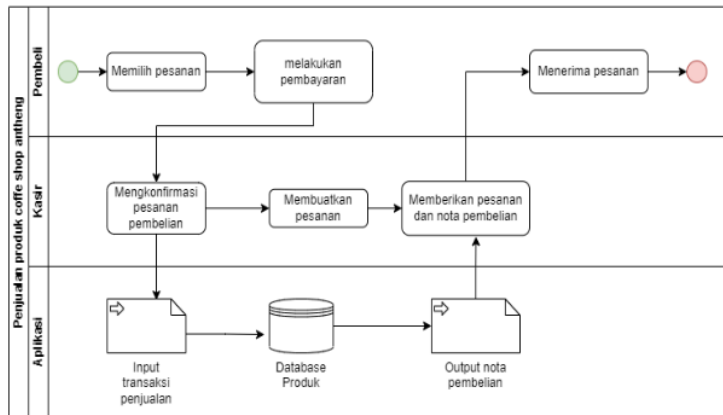 Penjualan produk coffe shop antheng
Pembeli
Memilih pesanan
melakukan
pembayaran
Menerima pesanan
Kasir
Mengkonfirmasi
pesanan
pembelian
Membuatkan
pesanan
Memberikan pesanan
dan nota pembelian
Aplikasi
Input
transaksi
penjualan
Database
Produk
Output nota
pembelian